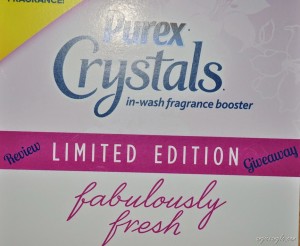 FRAGRANCE!
Purex
Crystals
in-wash fragrance booster
Review LIMITED EDITION Giveaway
fabulously
fresh